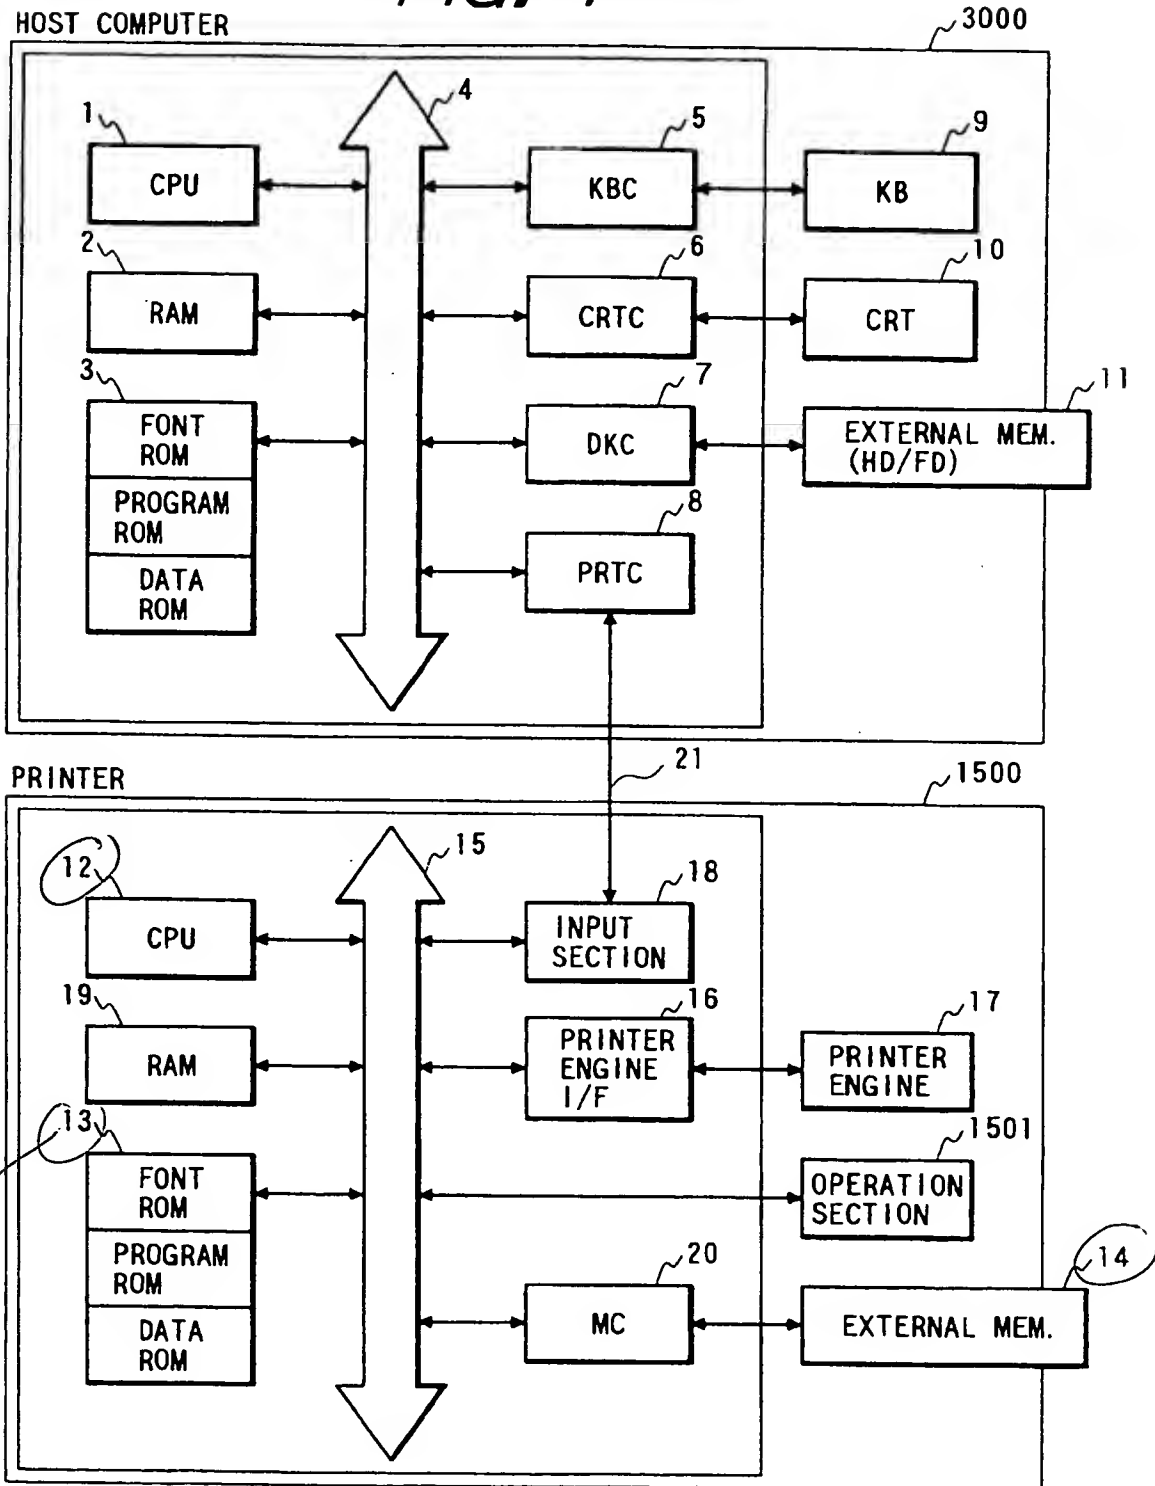 HOST COMPUTER
3000
1
CPU
2
RAM
3
FONT
ROM
PROGRAM
ROM
DATA
ROM
4
5
KBC
6
CRTC
7
DKC
8
PRTC
9
KB
10
CRT
11
EXTERNAL MEM.
(HD/FD)
21
PRINTER
1500
12
CPU
19
RAM
13
FONT
ROM
PROGRAM
ROM
DATA
ROM
15
18
INPUT
SECTION
16
PRINTER
ENGINE
I/F
17
PRINTER
ENGINE
1501
OPERATION
SECTION
20
MC
14
EXTERNAL MEM.